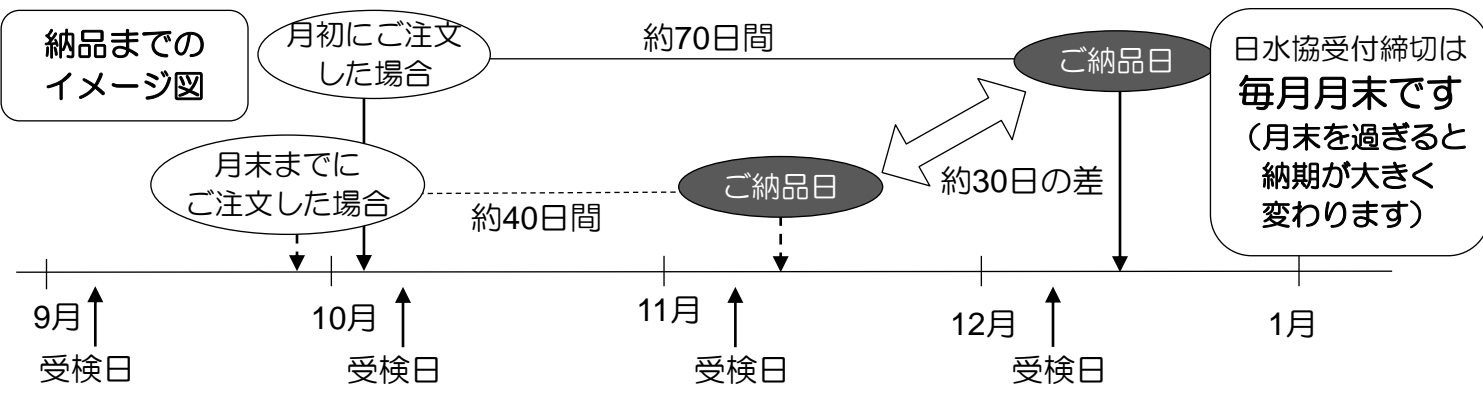 納品までの
イメージ図
月初にご注文
した場合
約70日間
ご納品日
日水協受付締切は
毎月月末です
（月末を過ぎると
納期が大きく
変わります）
月末までに
ご注文した場合
約40日間
ご納品日
約30日の差
9月
10月
11月
12月
1月
受検日
受検日
受検日
受検日